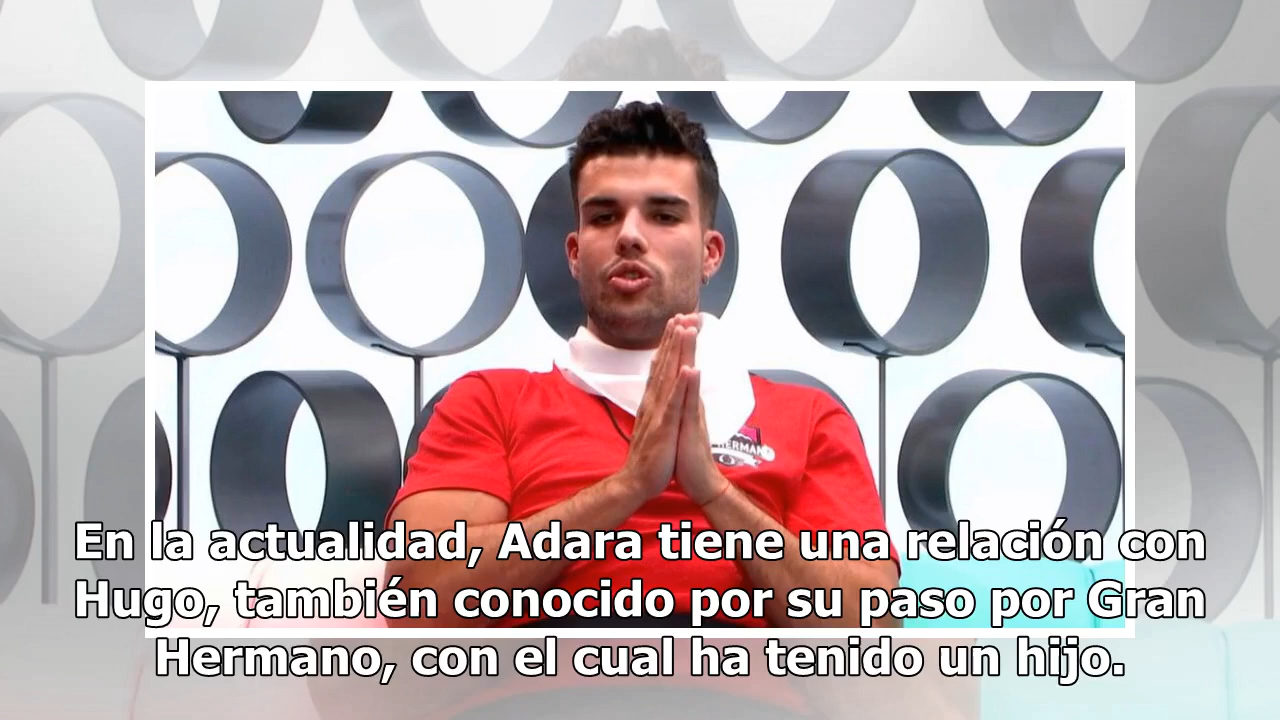 HERMAN
En la actualidad, Adara tiene una relación con
Hugo, también conocido por su paso por Gran
Hermano, con el cual ha tenido un hijo.